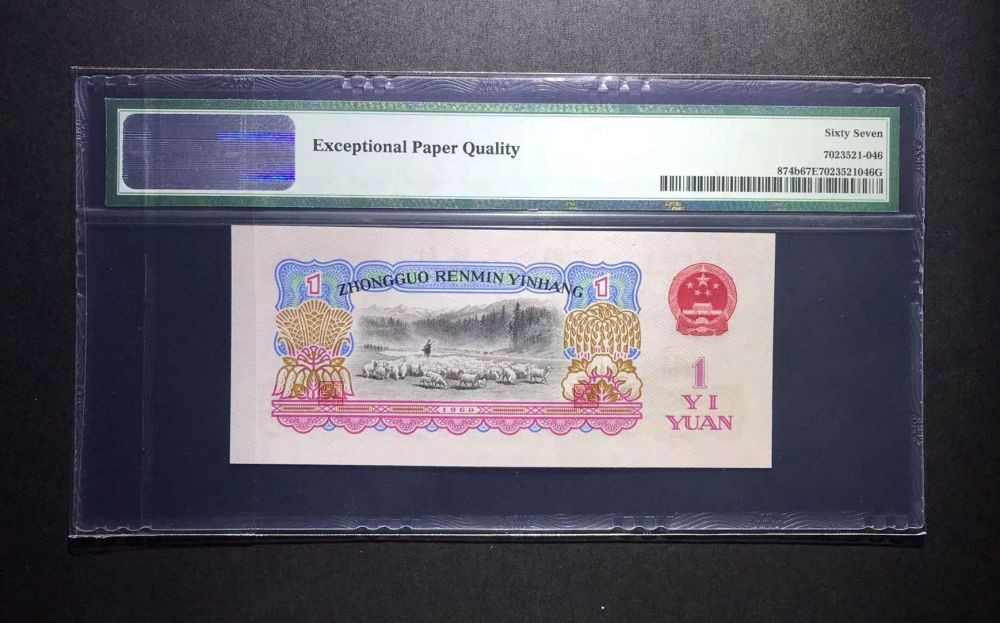 Exceptional Paper Quality
Sixty Seven
7023521-046
874b67E7023521046G
ZHONGGUO RENMIN YINHANG
1
1
1960
1
YI
YUAN